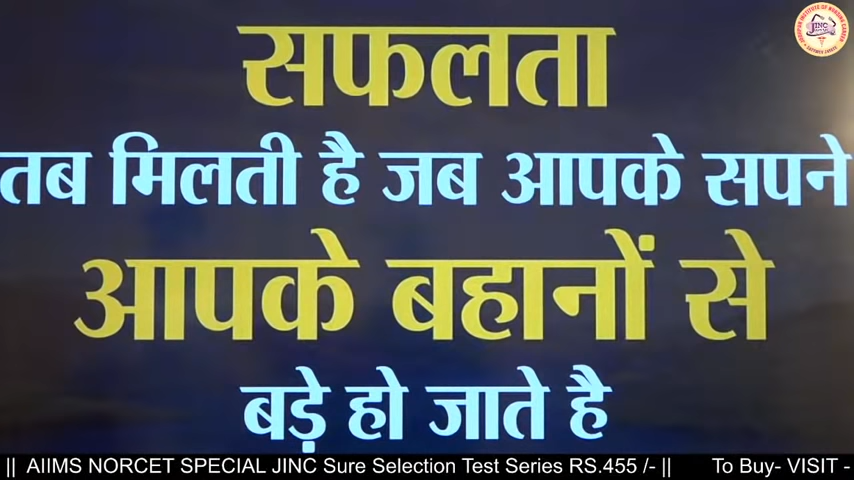 सफलता
तब मिलती है जब आपके सपने
आपके बहानों से
बड़े हो जाते है
|| AIIMS NORCET SPECIAL JINC Sure Selection Test Series RS.455 /- || To Buy- VISIT -
JINC